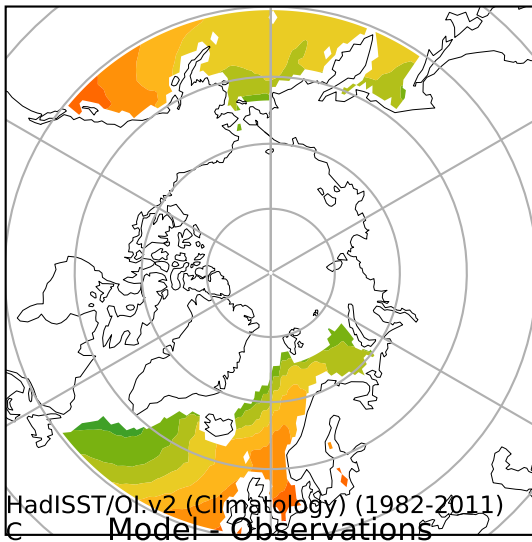 HadISST/OI.v2 (Climatology) (1982-2011)
C Model - Observations